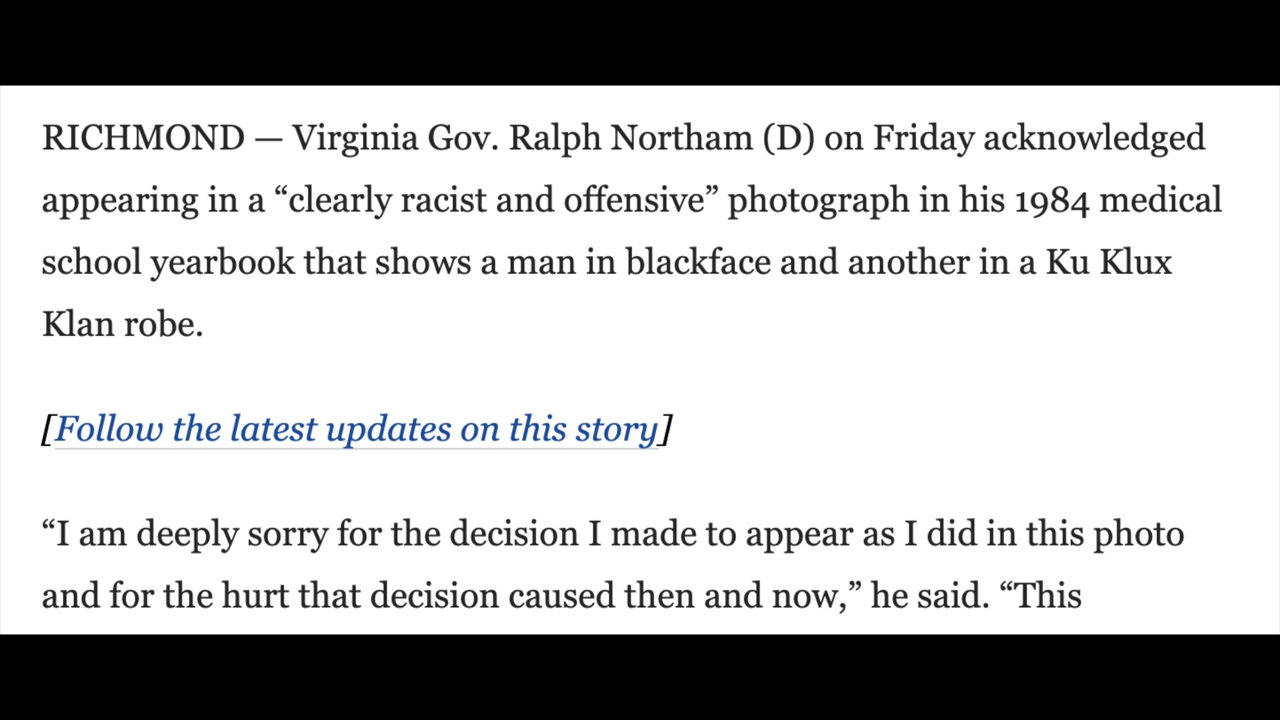 RICHMOND — Virginia Gov. Ralph Northam (D) on Friday acknowledged
appearing in a “clearly racist and offensive” photograph in his 1984 medical
school yearbook that shows a man in blackface and another in a Ku Klux
Klan robe.
[Follow the latest updates on this story]
“I am deeply sorry for the decision I made to appear as I did in this photo
and for the hurt that decision caused then and now,” he said. “This